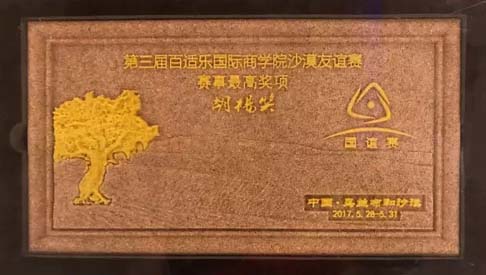 第三届百适乐国际商学院沙漠友谊赛
赛事最高奖项
胡杨奖
国谊赛
中国·乌兰布和沙漠
2017.5.28-5.31